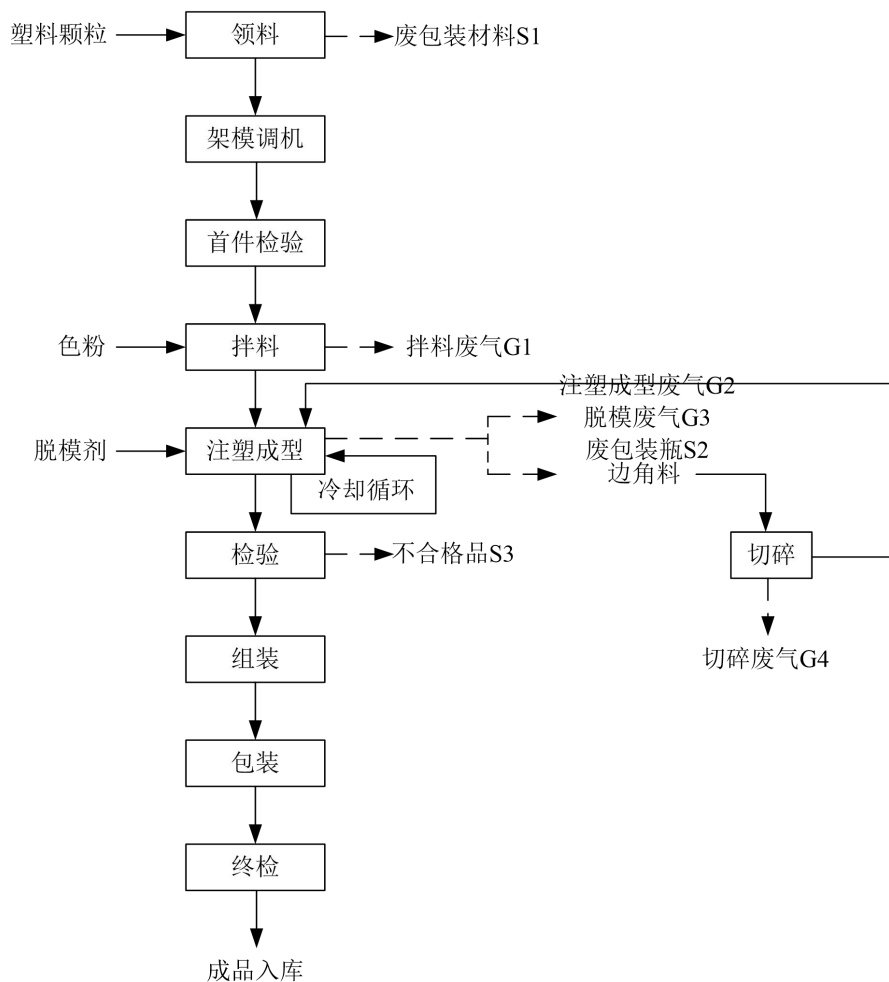 塑料颗粒
领料
废包装材料S1
架模调机
首件检验
色粉
拌料
拌料废气G1
注塑成型废气G2
脱模废气G3
脱模剂
注塑成型
废包装瓶S2
边角料
冷却循环
检验
不合格品S3
切碎
组装
切碎废气G4
包装
终检
成品入库